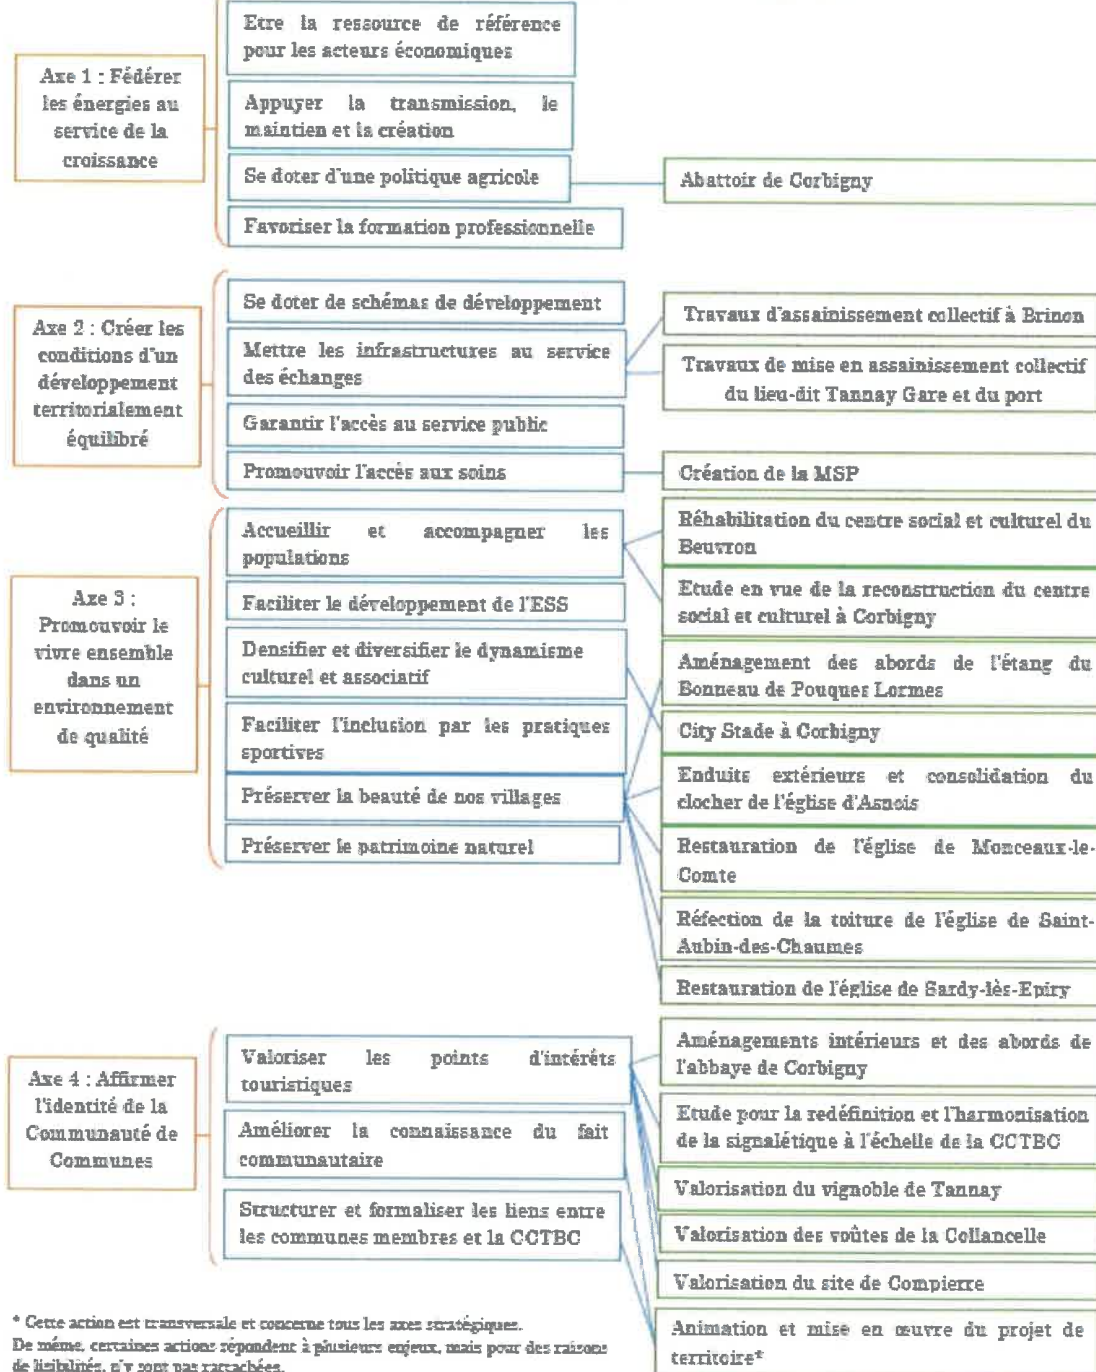 Axe 1 : Fédérer
les énergies au
service de la
croissance
Etre la ressource de référence
pour les acteurs économiques
Appuyer la transmission, le
maintien et la création
Se doter d'une politique agricole
Favoriser la formation professionnelle
Abattoir de Corbigny
Axe 2 : Créer les
conditions d'un
développement
territorialement
équilibré
Se doter de schémas de développement
Mettre les infrastructures au service
des échanges
Garantir l'accès au service public
Promouvoir l'accès aux soins
Travaux d'assainissement collectif à Brinon
Travaux de mise en assainissement collectif
du lieu-dit Tannay Gare et du port
Création de la MSP
Axe 3 :
Promouvoir le
vivre ensemble
dans un
environnement
de qualité
Accueillir et accompagner les
populations
Faciliter le développement de l'ESS
Densifier et diversifier le dynamisme
culturel et associatif
Faciliter l'inclusion par les pratiques
sportives
Préserver la beauté de nos villages
Préserver le patrimoine naturel
Réhabilitation du centre social et culturel du
Beuvron
Etude en vue de la reconstruction du centre
social et culturel à Corbigny
Aménagement des abords de l'étang du
Bonneau de Pouques Lormes
City Stade à Corbigny
Enduits extérieurs et consolidation du
clocher de l'église d'Asnois
Restauration de l'église de Monceaux-le-
Comte
Réfection de la toiture de l'église de Saint-
Aubin-des-Chaumes
Restauration de l'église de Sardy-lès-Epiry
Axe 4 : Affirmer
l'identité de la
Communauté de
Communes
Valoriser les points d'intérêts
touristiques
Améliorer la connaissance du fait
communautaire
Structurer et formaliser les liens entre
les communes membres et la CCTBC
Aménagements intérieurs et des abords de
l'abbaye de Corbigny
Etude pour la redéfinition et l'harmonisation
de la signalétique à l'échelle de la CCTBC
Valorisation du vignoble de Tannay
Valorisation des voûtes de la Collancelle
Valorisation du site de Compierre
Animation et mise en œuvre du projet de
territoire*
* Cette action est transversale et concerne tous les axes stratégiques.
De même, certaines actions répondent à plusieurs enjeux, mais pour des raisons
de lisibilités, n'y sont pas rattachées.